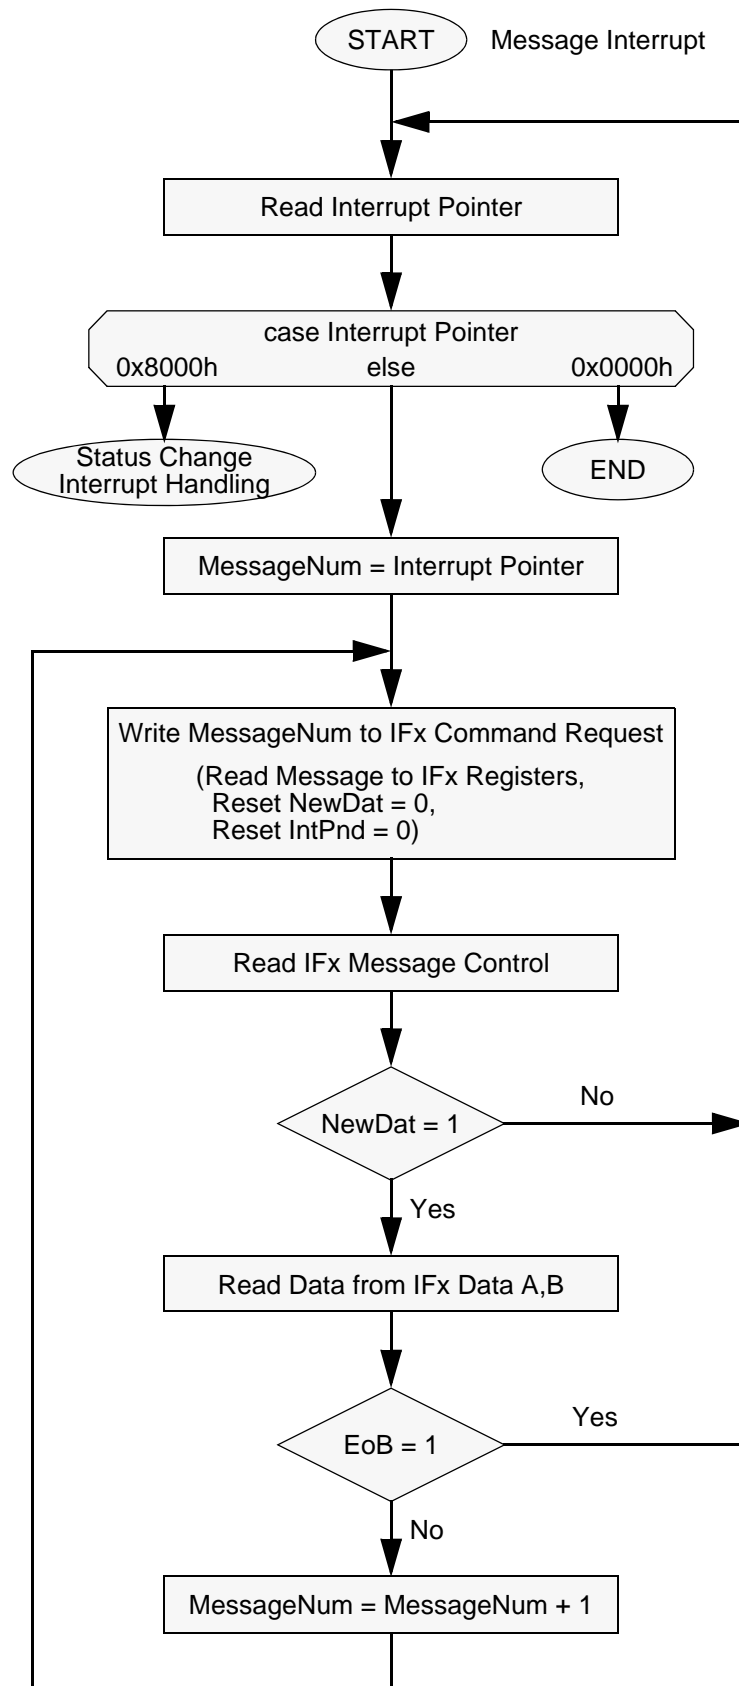 START
Message Interrupt
Read Interrupt Pointer
case Interrupt Pointer
0x8000h
else
0x0000h
Status Change
Interrupt Handling
END
MessageNum = Interrupt Pointer
Write MessageNum to IFx Command Request
(Read Message to IFx Registers,
Reset NewDat = 0,
Reset IntPnd = 0)
Read IFx Message Control
NewDat = 1
No
Yes
Read Data from IFx Data A,B
EoB = 1
Yes
No
MessageNum = MessageNum + 1